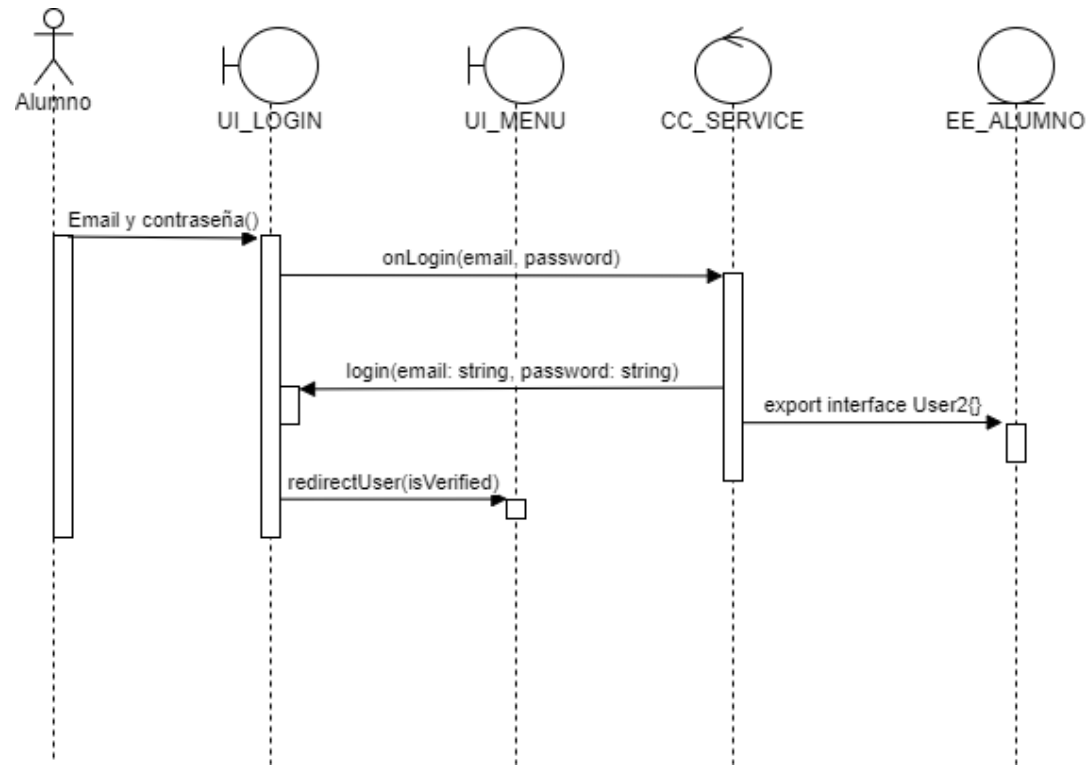 Alumno
UI_LOGIN
UI_MENU
CC_SERVICE
EE_ALUMNO
Email y contraseña()
onLogin(email, password)
login(email: string, password: string)
export interface User2{}
redirectUser(isVerified)